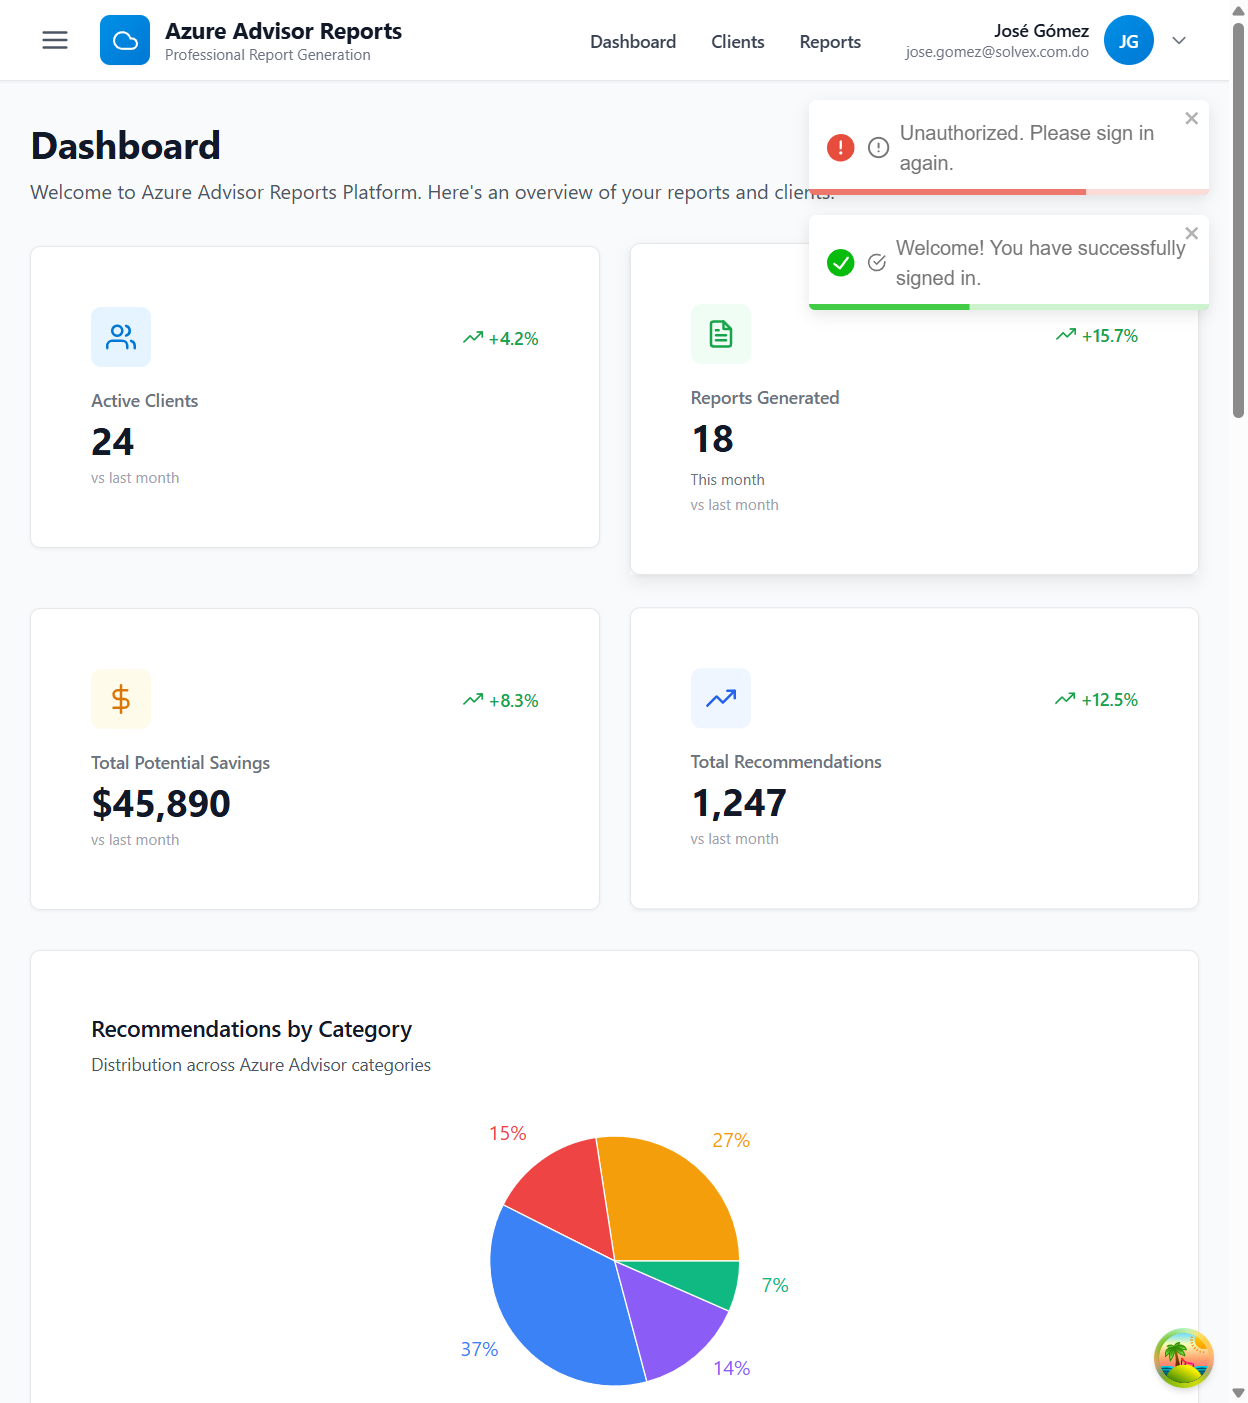 Azure Advisor Reports
Professional Report Generation
Dashboard
Clients
Reports
José Gómez
jose.gomez@solvex.com.do
JG
Unauthorized. Please sign in
again.
Welcome! You have successfully
signed in.
Dashboard
Welcome to Azure Advisor Reports Platform. Here's an overview of your reports and clients.
+4.2%
Active Clients
24
vs last month
+15.7%
Reports Generated
18
This month
vs last month
+8.3%
Total Potential Savings
$45,890
vs last month
+12.5%
Total Recommendations
1,247
vs last month
Recommendations by Category
Distribution across Azure Advisor categories
15%
27%
7%
37%
14%